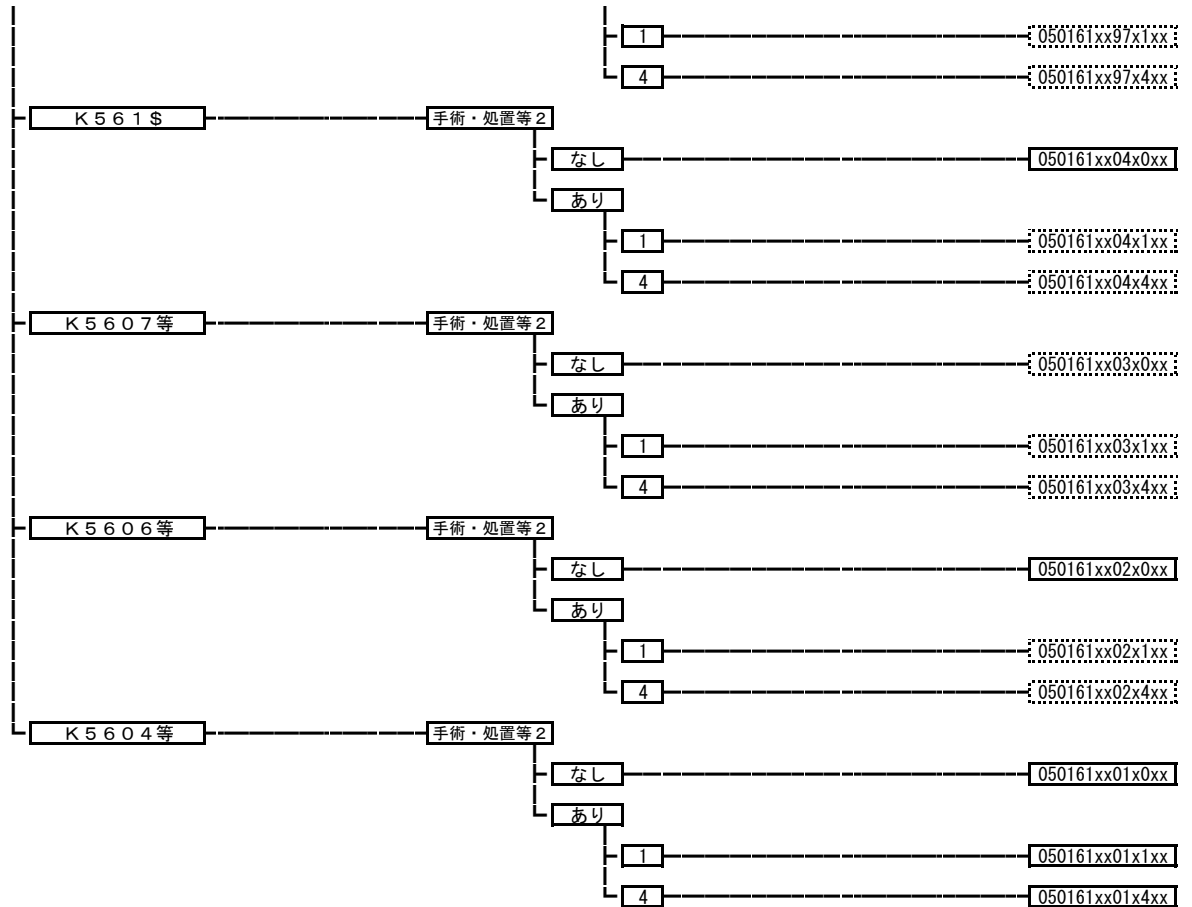 1 050161xx97x1xx
4 050161xx97x4xx
Ｋ５６１＄ 手術・処置等２
なし 050161xx04x0xx
あり
1 050161xx04x1xx
4 050161xx04x4xx
Ｋ５６０７等 手術・処置等２
なし 050161xx03x0xx
あり
1 050161xx03x1xx
4 050161xx03x4xx
Ｋ５６０６等 手術・処置等２
なし 050161xx02x0xx
あり
1 050161xx02x1xx
4 050161xx02x4xx
Ｋ５６０４等 手術・処置等２
なし 050161xx01x0xx
あり
1 050161xx01x1xx
4 050161xx01x4xx